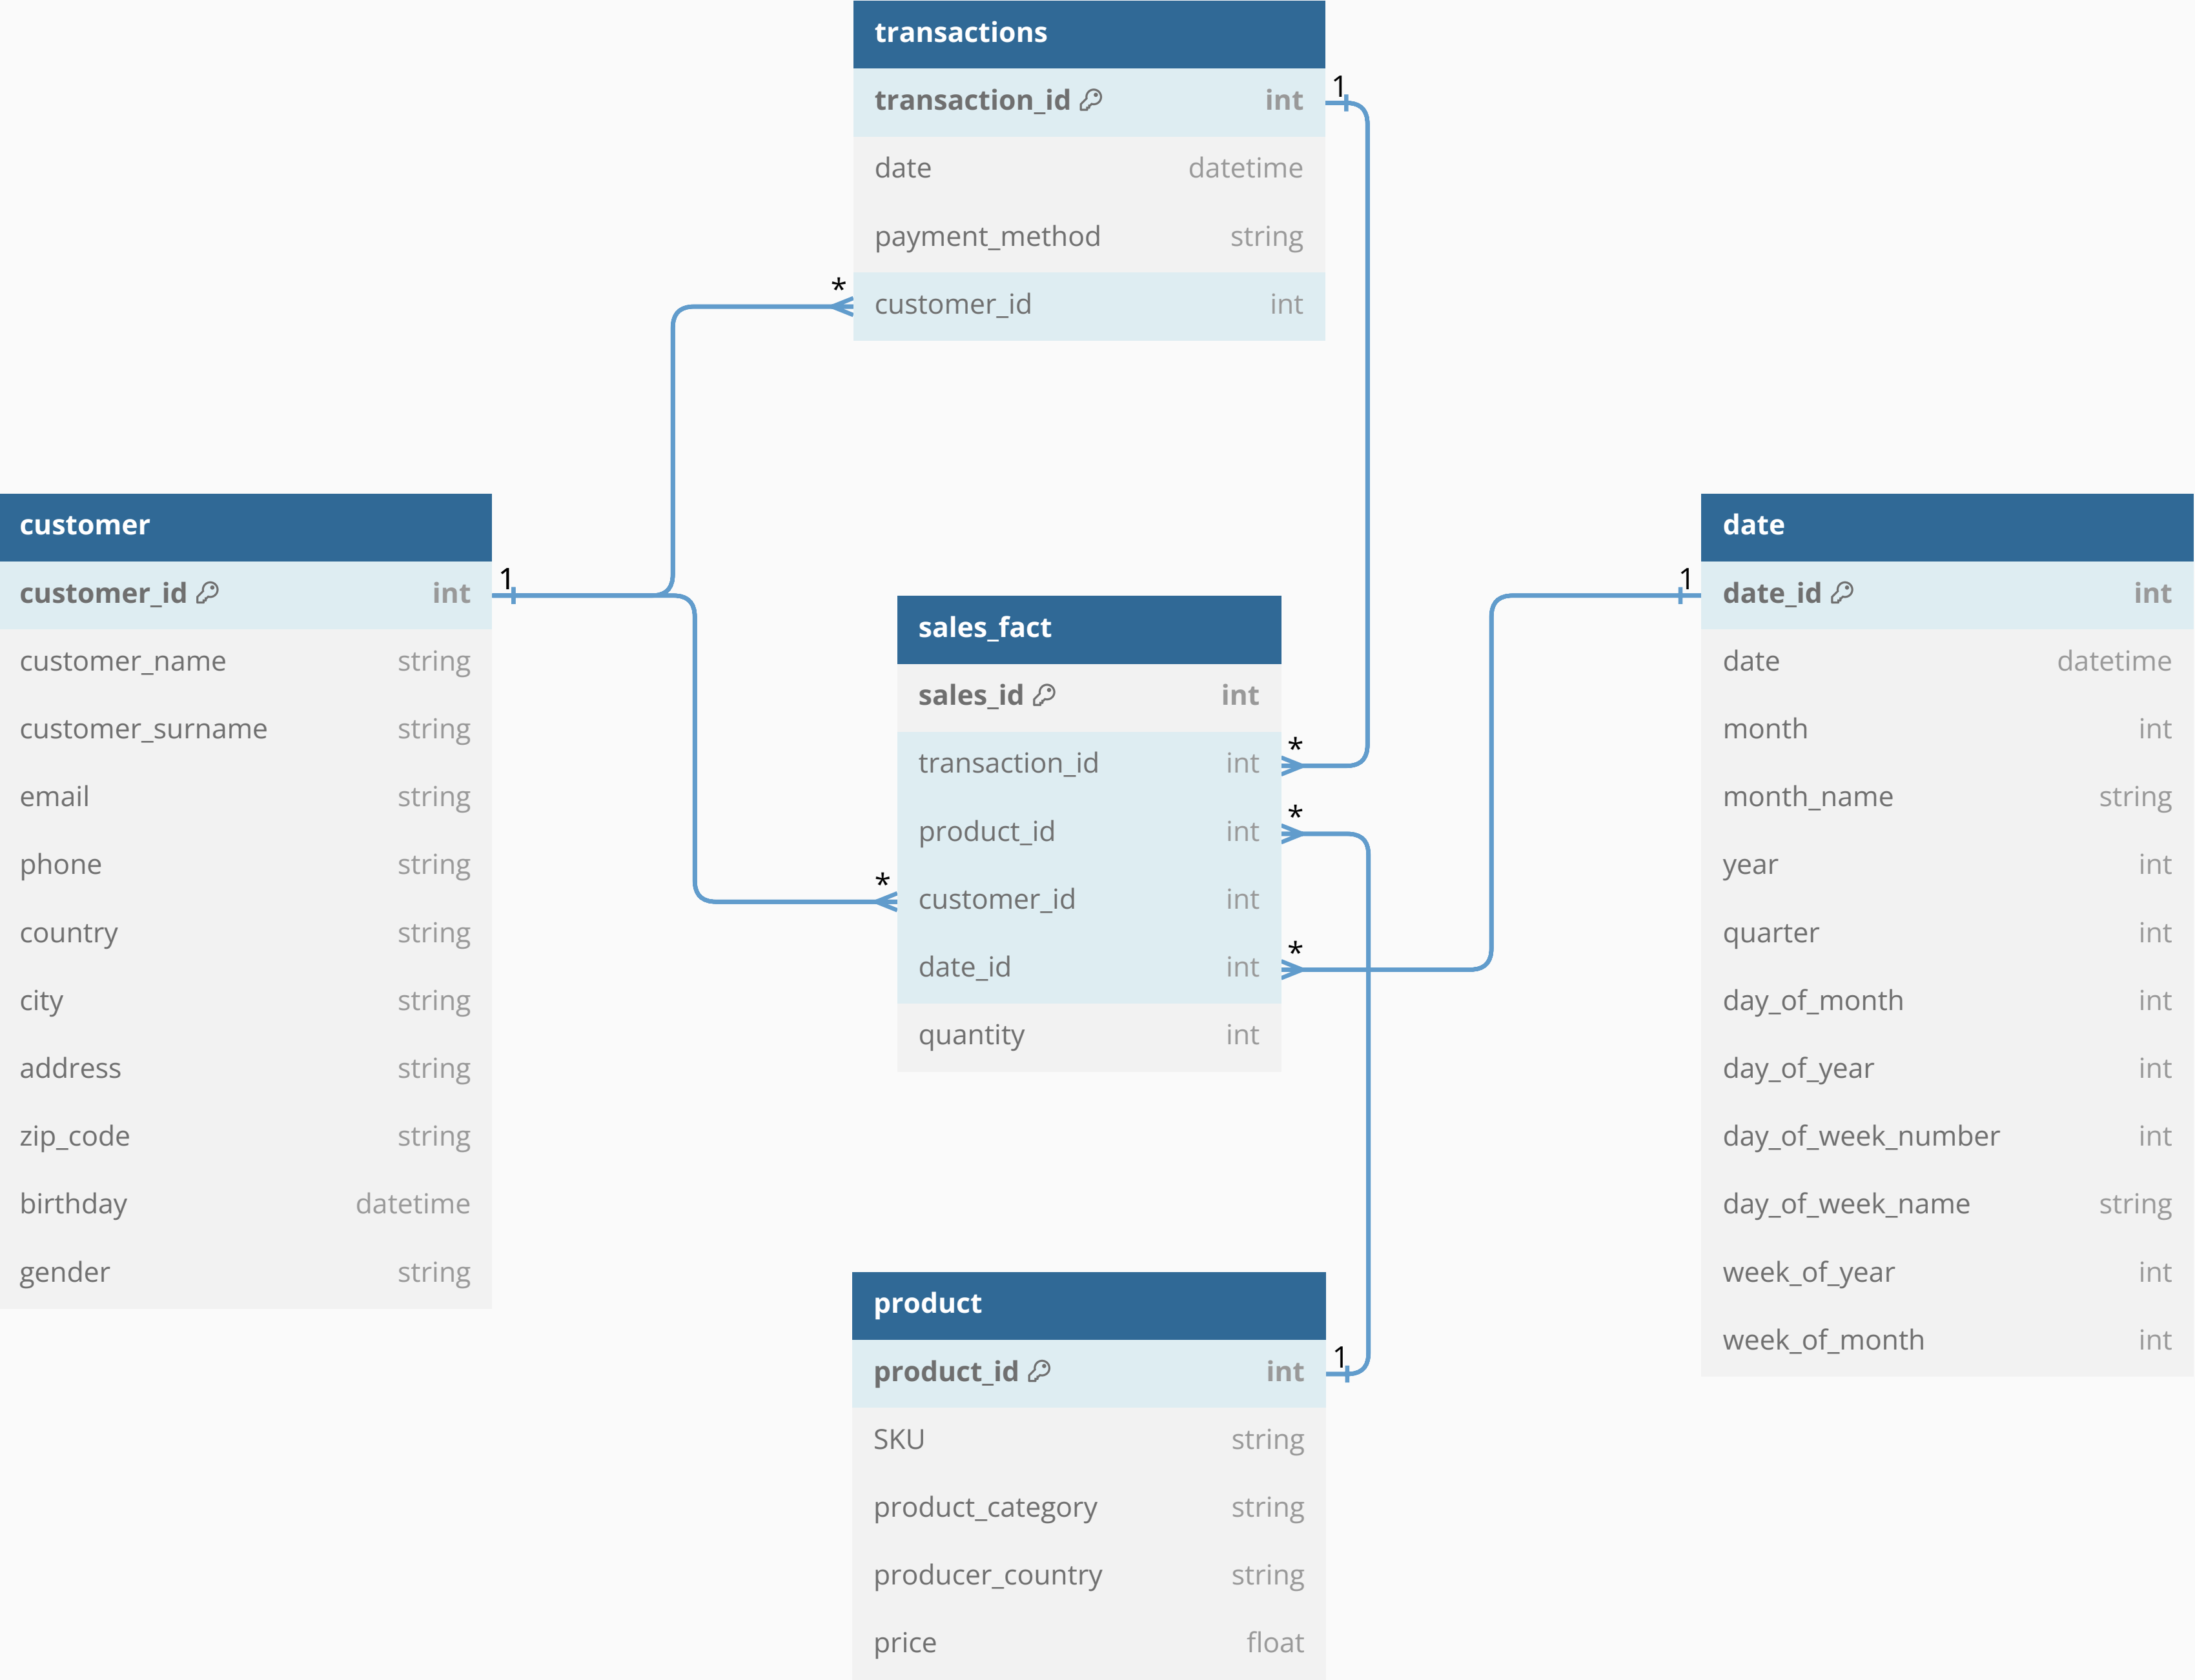 transactions
transaction_id int
date datetime
payment_method string
customer_id int
1
*
customer
customer_id int
customer_name string
customer_surname string
email string
phone string
country string
city string
address string
zip_code string
birthday datetime
gender string
1
sales_fact
sales_id int
transaction_id int
product_id int
customer_id int
date_id int
quantity int
*
*
*
*
date
date_id int
date datetime
month int
month_name string
year int
quarter int
day_of_month int
day_of_year int
day_of_week_number int
day_of_week_name string
week_of_year int
week_of_month int
1
product
product_id int
SKU string
product_category string
producer_country string
price float
1